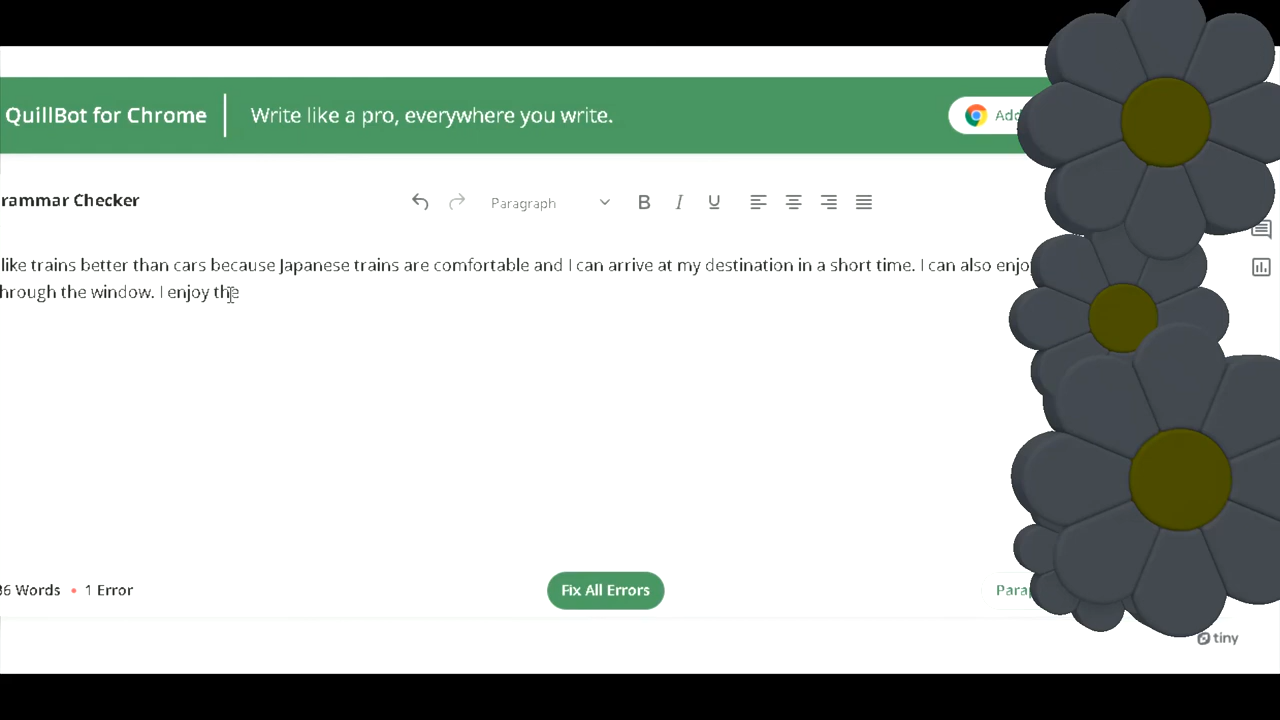 QuillBot for Chrome Write like a pro, everywhere you write.
rammar Checker Paragraph B I U
like trains better than cars because Japanese trains are comfortable and I can arrive at my destination in a short time. I can also enjo
hrough the window. I enjoy the
36 Words • 1 Error Fix All Errors Para
tiny